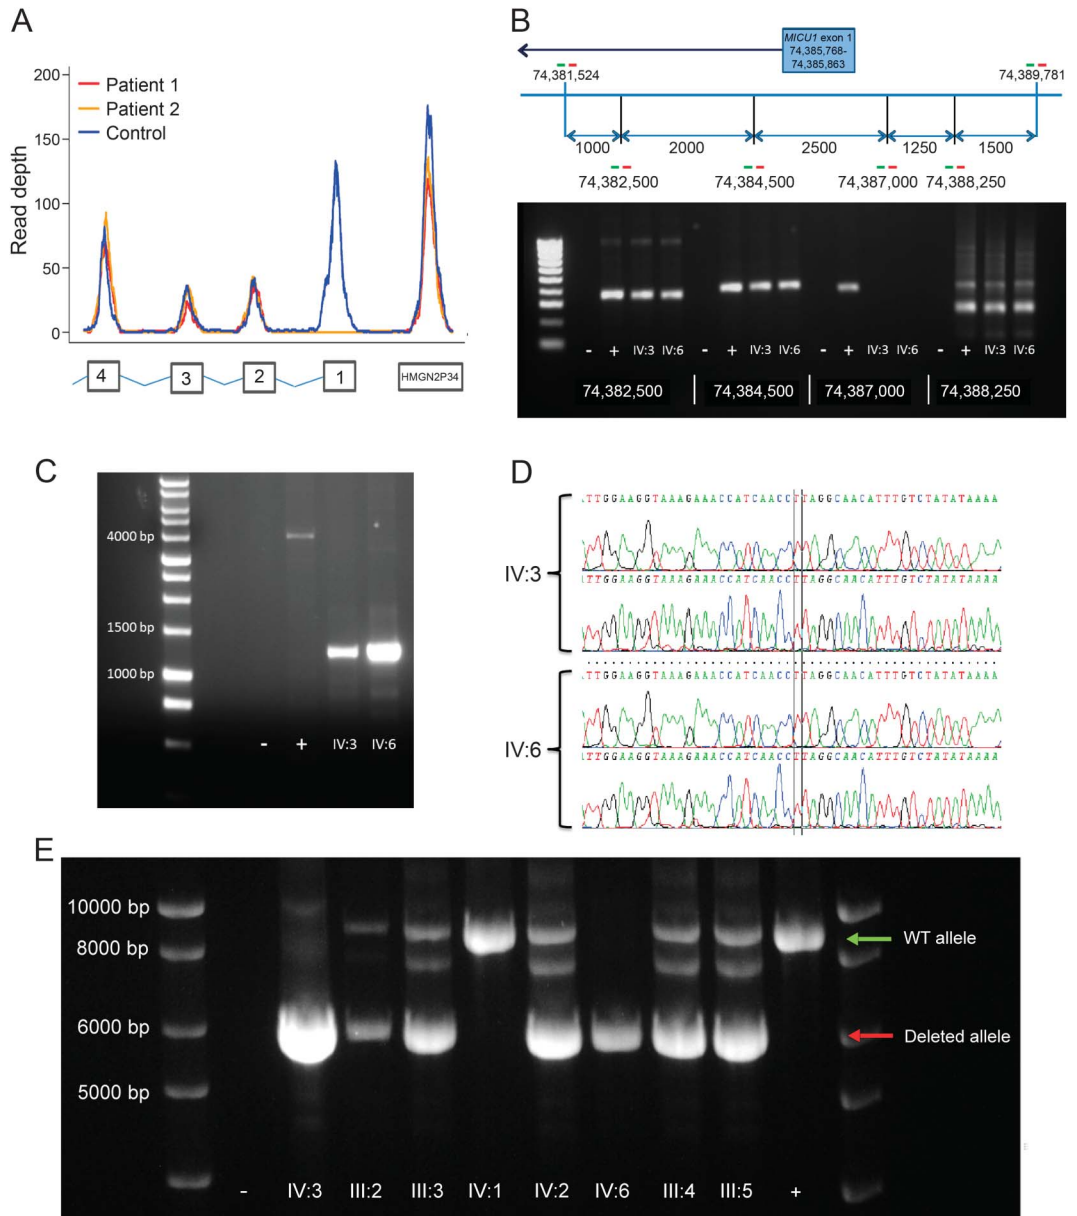 A
200
150
100
50
0
Read depth
Patient 1
Patient 2
Control
4
3
2
1
HMGN2P34
B
MICU1 exon 1
74,385,768-
74,385,863
74,381,524
74,389,781
1000
2000
2500
1250
1500
74,382,500
74,384,500
74,387,000
74,388,250
- + IV:3 IV:6 - + IV:3 IV:6 - + IV:3 IV:6 - + IV:3 IV:6
74,382,500 74,384,500 74,387,000 74,388,250
C
4000 bp
1500 bp
1000 bp
- + IV:3 IV:6
D
IV:3
TTGGAAGGTAAAGAAACCATCAACCTTAGGCAACATTTGTCTATATAAAA
TTGGAAGGTAAAGAAACCATCAACCTTAGGCAACATTTGTCTATATAAAA
IV:6
TTGGAAGGTAAAGAAACCATCAACCTTAGGCAACATTTGTCTATATAAAA
TTGGAAGGTAAAGAAACCATCAACCTTAGGCAACATTTGTCTATATAAAA
E
10000 bp
8000 bp
6000 bp
5000 bp
WT allele
Deleted allele
- IV:3 III:2 III:3 IV:1 IV:2 IV:6 III:4 III:5 +